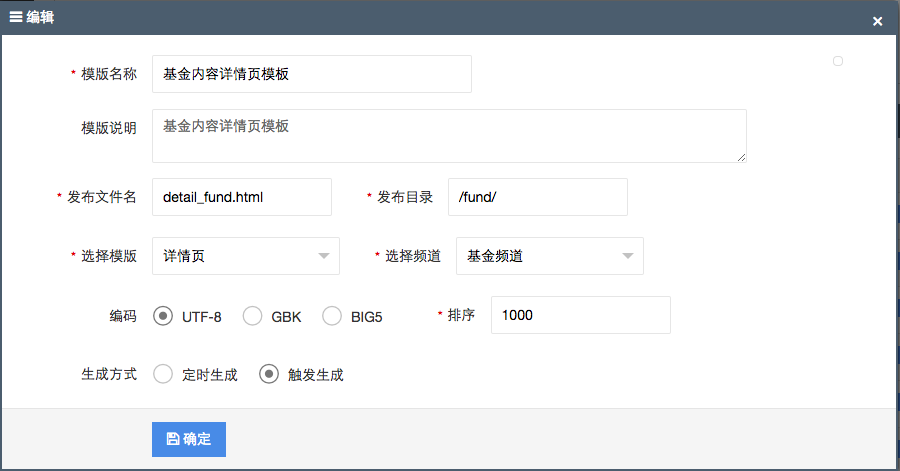 编辑
* 模版名称 基金内容详情页模板
模版说明 基金内容详情页模板
* 发布文件名 detail_fund.html * 发布目录 /fund/
* 选择模版 详情页 * 选择频道 基金频道
编码 UTF-8 GBK BIG5 * 排序 1000
生成方式 定时生成 触发生成
确定